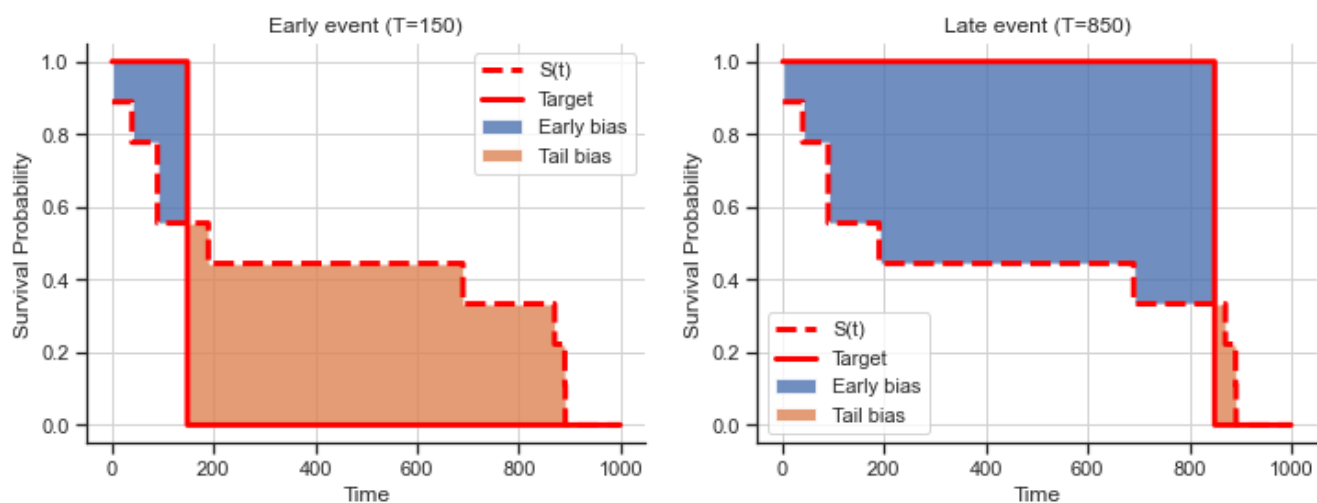 Early event (T=150)
1.0
0.8
0.6
0.4
0.2
0.0
Survival Probability
S(t)
Target
Early bias
Tail bias
0
200
400
600
800
1000
Time
Late event (T=850)
1.0
0.8
0.6
0.4
0.2
0.0
Survival Probability
S(t)
Target
Early bias
Tail bias
0
200
400
600
800
1000
Time